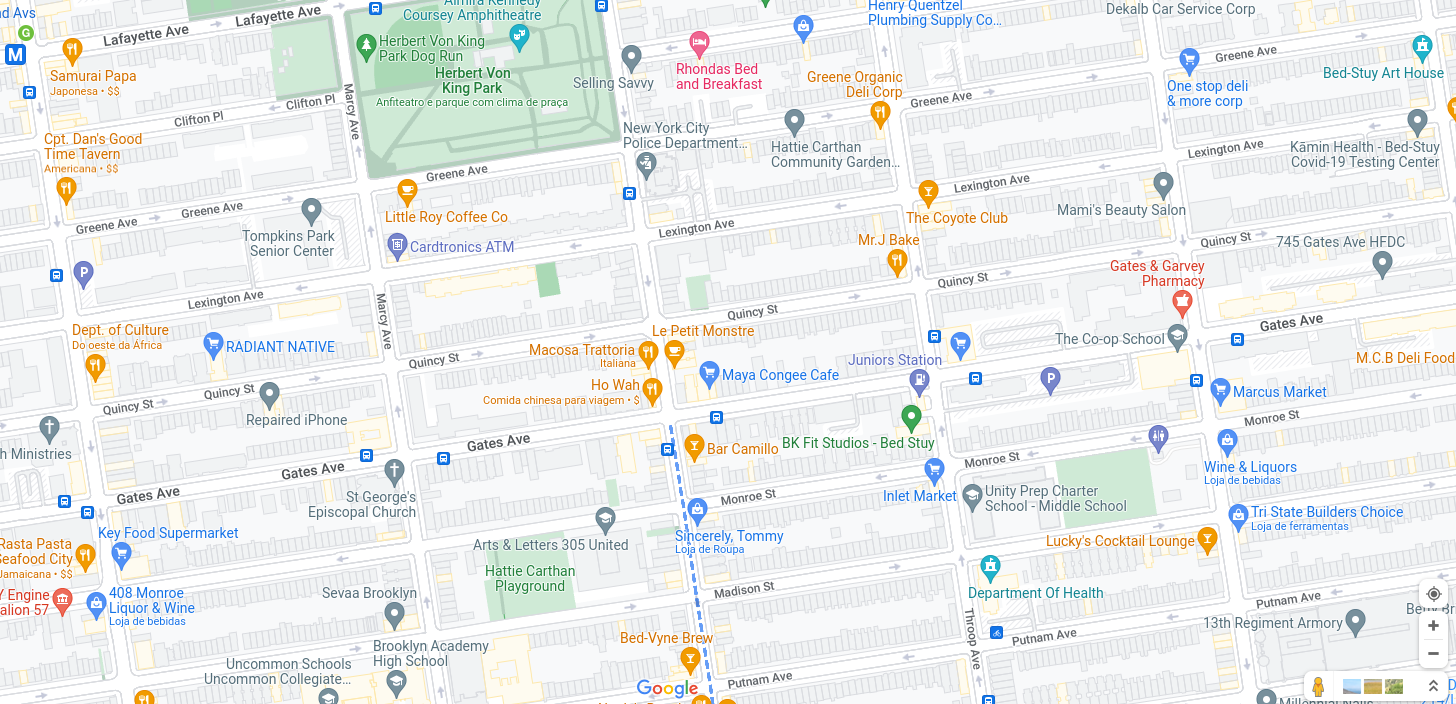 nd Avs
Lafayette Ave
Lafayette Ave
G
M
Almira Kennedy
Coursey Amphitheatre
Henry Quentzel
Plumbing Supply Co...
Dekalb Car Service Corp
Samurai Papa
Japonesa • $$
Herbert Von King
Park Dog Run
Herbert Von
King Park
Anfiteatro e parque com clima de praça
Selling Savvy
Rhondas Bed
and Breakfast
Greene Organic
Deli Corp
Greene Ave
Greene Ave
One stop deli
& more corp
Bed-Stuy Art House
Clifton Pl
Clifton Pl
Marcy Ave
Cpt. Dan's Good
Time Tavern
Americana • $$
New York City
Police Department...
Hattie Carthan
Community Garden...
Lexington Ave
Kāmin Health - Bed-Stuy
Covid-19 Testing Center
Greene Ave
Greene Ave
Greene Ave
Little Roy Coffee Co
Lexington Ave
Lexington Ave
The Coyote Club
Mami's Beauty Salon
Tompkins Park
Senior Center
Cardtronics ATM
Mr.J Bake
Quincy St
745 Gates Ave HFDC
P
Lexington Ave
Marcy Ave
Quincy St
Quincy St
Gates & Garvey
Pharmacy
Gates Ave
Dept. of Culture
Do oeste da África
RADIANT NATIVE
Quincy St
Macosa Trattoria
Italiana
Le Petit Monstre
The Co-op School
M.C.B Deli Food
Juniors Station
Maya Congee Cafe
P
Ho Wah
Comida chinesa para viagem • $
Quincy St
Quincy St
Repaired iPhone
Marcus Market
Monroe St
h Ministries
Gates Ave
Gates Ave
Gates Ave
Bar Camillo
BK Fit Studios - Bed Stuy
Monroe St
Wine & Liquors
Loja de bebidas
St George's
Episcopal Church
Monroe St
Inlet Market
Unity Prep Charter
School - Middle School
Tri State Builders Choice
Loja de ferramentas
Key Food Supermarket
Rasta Pasta
Seafood City
Jamaicana • $$
Arts & Letters 305 United
Sincerely, Tommy
Loja de Roupa
Lucky's Cocktail Lounge
Hattie Carthan
Playground
Madison St
Department Of Health
Y Engine
alion 57
408 Monroe
Liquor & Wine
Loja de bebidas
Sevaa Brooklyn
Putnam Ave
13th Regiment Armory
Throop Ave
Putnam Ave
Bed-Vyne Brew
Brooklyn Academy
High School
Uncommon Schools
Uncommon Collegiate...
Putnam Ave
Google